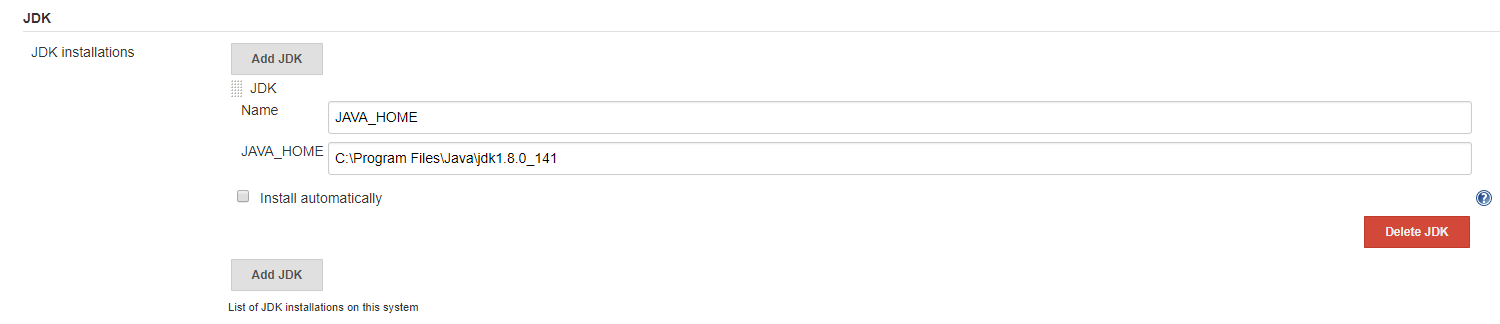 JDK
JDK installations
Add JDK
JDK
Name
JAVA_HOME
JAVA_HOME
C:\Program Files\Java\jdk1.8.0_141
Install automatically
?
Delete JDK
Add JDK
List of JDK installations on this system